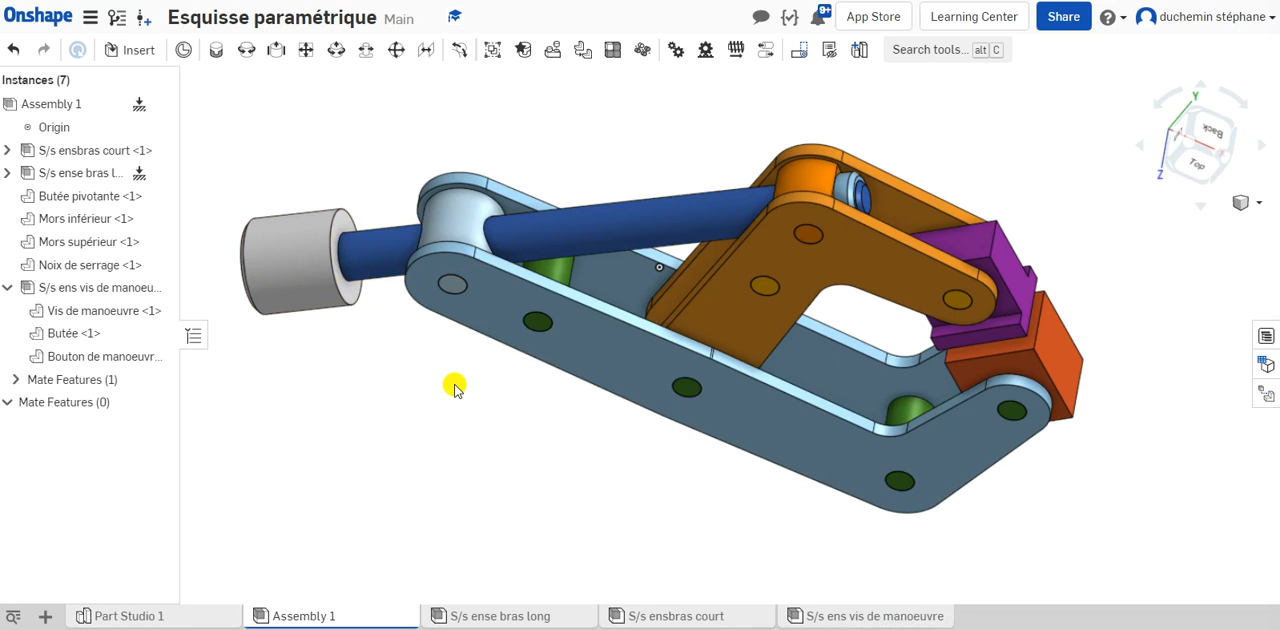 Onshape Esquisse paramétrique Main 9+ App Store Learning Center Share duchemin stéphane
Insert Search tools... alt C
Instances (7)
Assembly 1
Origin
S/s ensbras court <1>
S/s ense bras l...
Butée pivotante <1>
Mors inférieur <1>
Mors supérieur <1>
Noix de serrage <1>
S/s ens vis de manoeu...
Vis de manoeuvre <1>
Butée <1>
Bouton de manoeuvr...
Mate Features (1)
Mate Features (0)
Y
Back
Top
Z
Part Studio 1 Assembly 1 S/s ense bras long S/s ensbras court S/s ens vis de manoeuvre